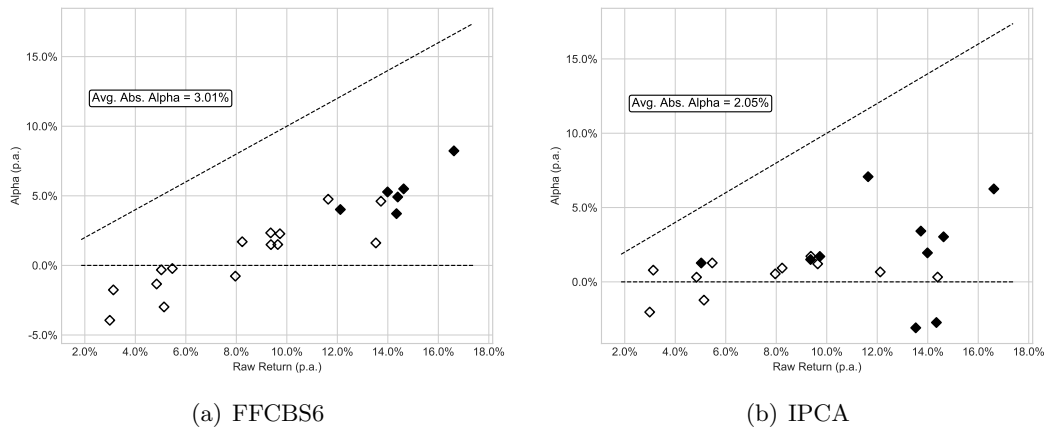 15.0%
10.0%
5.0%
0.0%
-5.0%
Alpha (p.a.)
Avg. Abs. Alpha = 3.01%
2.0% 4.0% 6.0% 8.0% 10.0% 12.0% 14.0% 16.0% 18.0%
Raw Return (p.a.)
(a) FFCBS6
15.0%
10.0%
5.0%
0.0%
Alpha (p.a.)
Avg. Abs. Alpha = 2.05%
2.0% 4.0% 6.0% 8.0% 10.0% 12.0% 14.0% 16.0% 18.0%
Raw Return (p.a.)
(b) IPCA